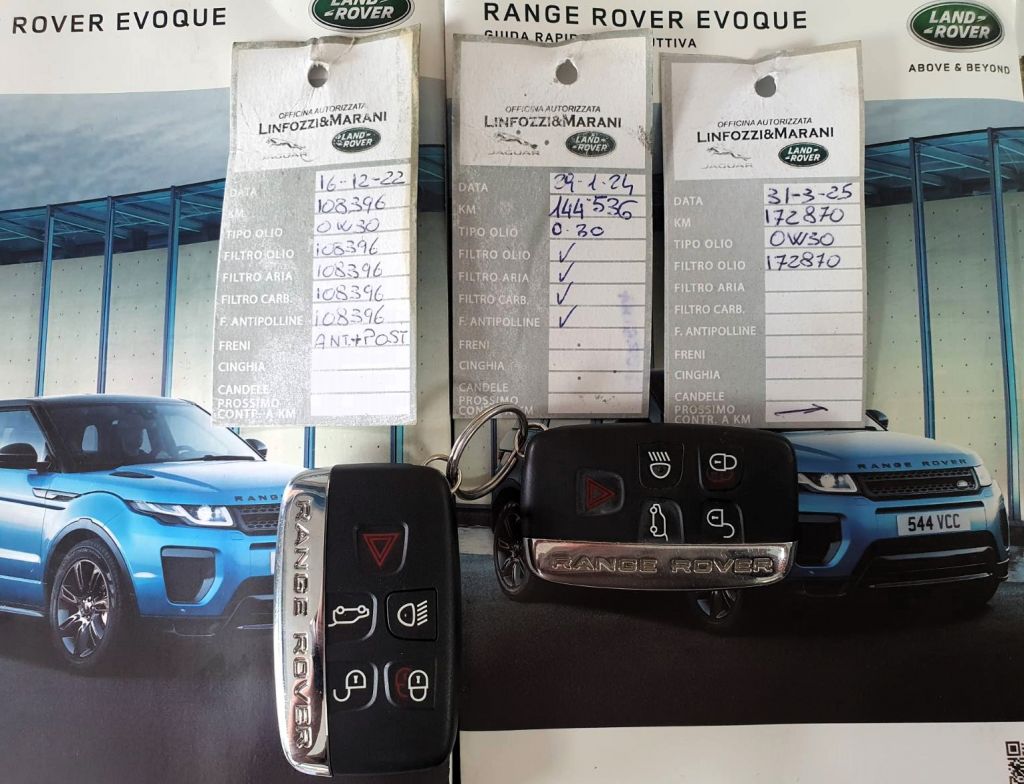 ROVER EVOQUE
LAND-
ROVER
RANGE ROVER EVOQUE
GUIDA RAPID
UTTIVA
LAND-
ROVER
ABOVE & BEYOND
OFFICINA AUTORIZZATA
LINFOZZI&MARANI
JAGUAR
LAND-
ROVER
DATA 16-12-22
KM 108396
TIPO OLIO 0W30
FILTRO OLIO 108396
FILTRO ARIA 108396
FILTRO CARB. 108396
F. ANTIPOLLINE 108396
FRENI ANT.+POST
CINGHIA
CANDELE
PROSSIMO
CONTR. A KM
OFFICINA AUTORIZZATA
LINFOZZI&MARANI
JAGUAR
LAND-
ROVER
DATA 29-1-24
KM 144536
TIPO OLIO 0.30
FILTRO OLIO ✓
FILTRO ARIA ✓
FILTRO CARB. ✓
F. ANTIPOLLINE ✓
FRENI
CINGHIA
CANDELE
PROSSIMO
CONTR. A KM
OFFICINA AUTORIZZATA
LINFOZZI&MARANI
JAGUAR
LAND-
ROVER
DATA 31-3-25
KM 172870
TIPO OLIO 0W30
FILTRO OLIO 172870
FILTRO ARIA
FILTRO CARB.
F. ANTIPOLLINE
FRENI
CINGHIA
CANDELE
PROSSIMO
CONTR. A KM
RANG
RANGE ROVER
544 VCC
RANGE ROVER
RANGE ROVER